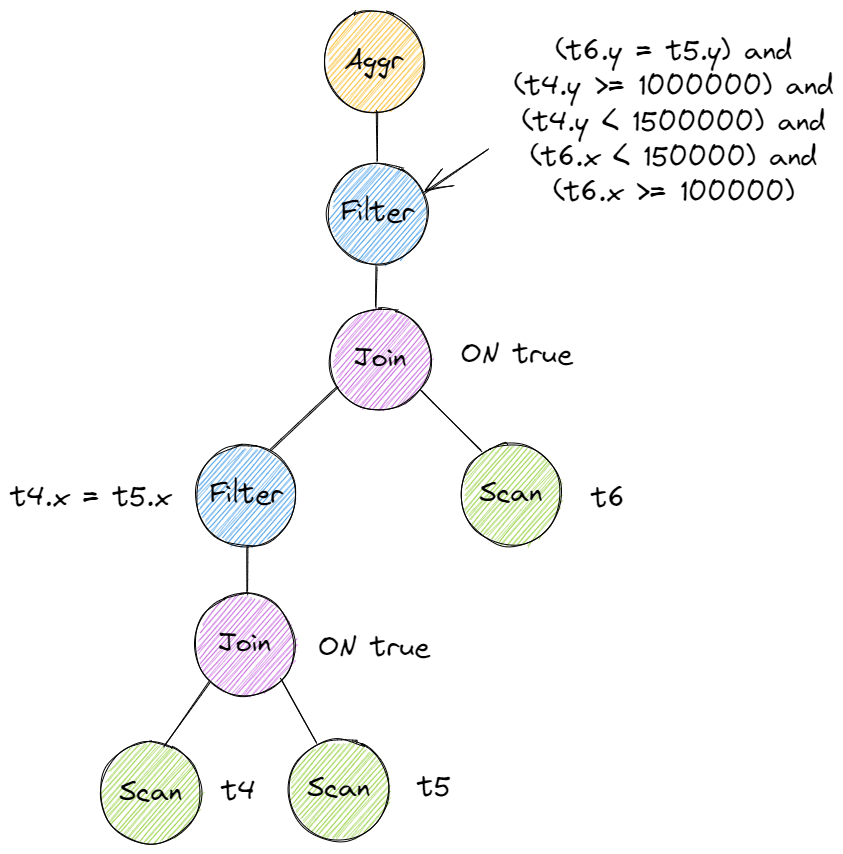 Aggr
(t6.y = t5.y) and
(t4.y >= 1000000) and
(t4.y < 1500000) and
(t6.x < 150000) and
(t6.x >= 100000)
Filter
Join
ON true
t4.x = t5.x
Filter
Scan
t6
Join
ON true
Scan
t4
Scan
t5